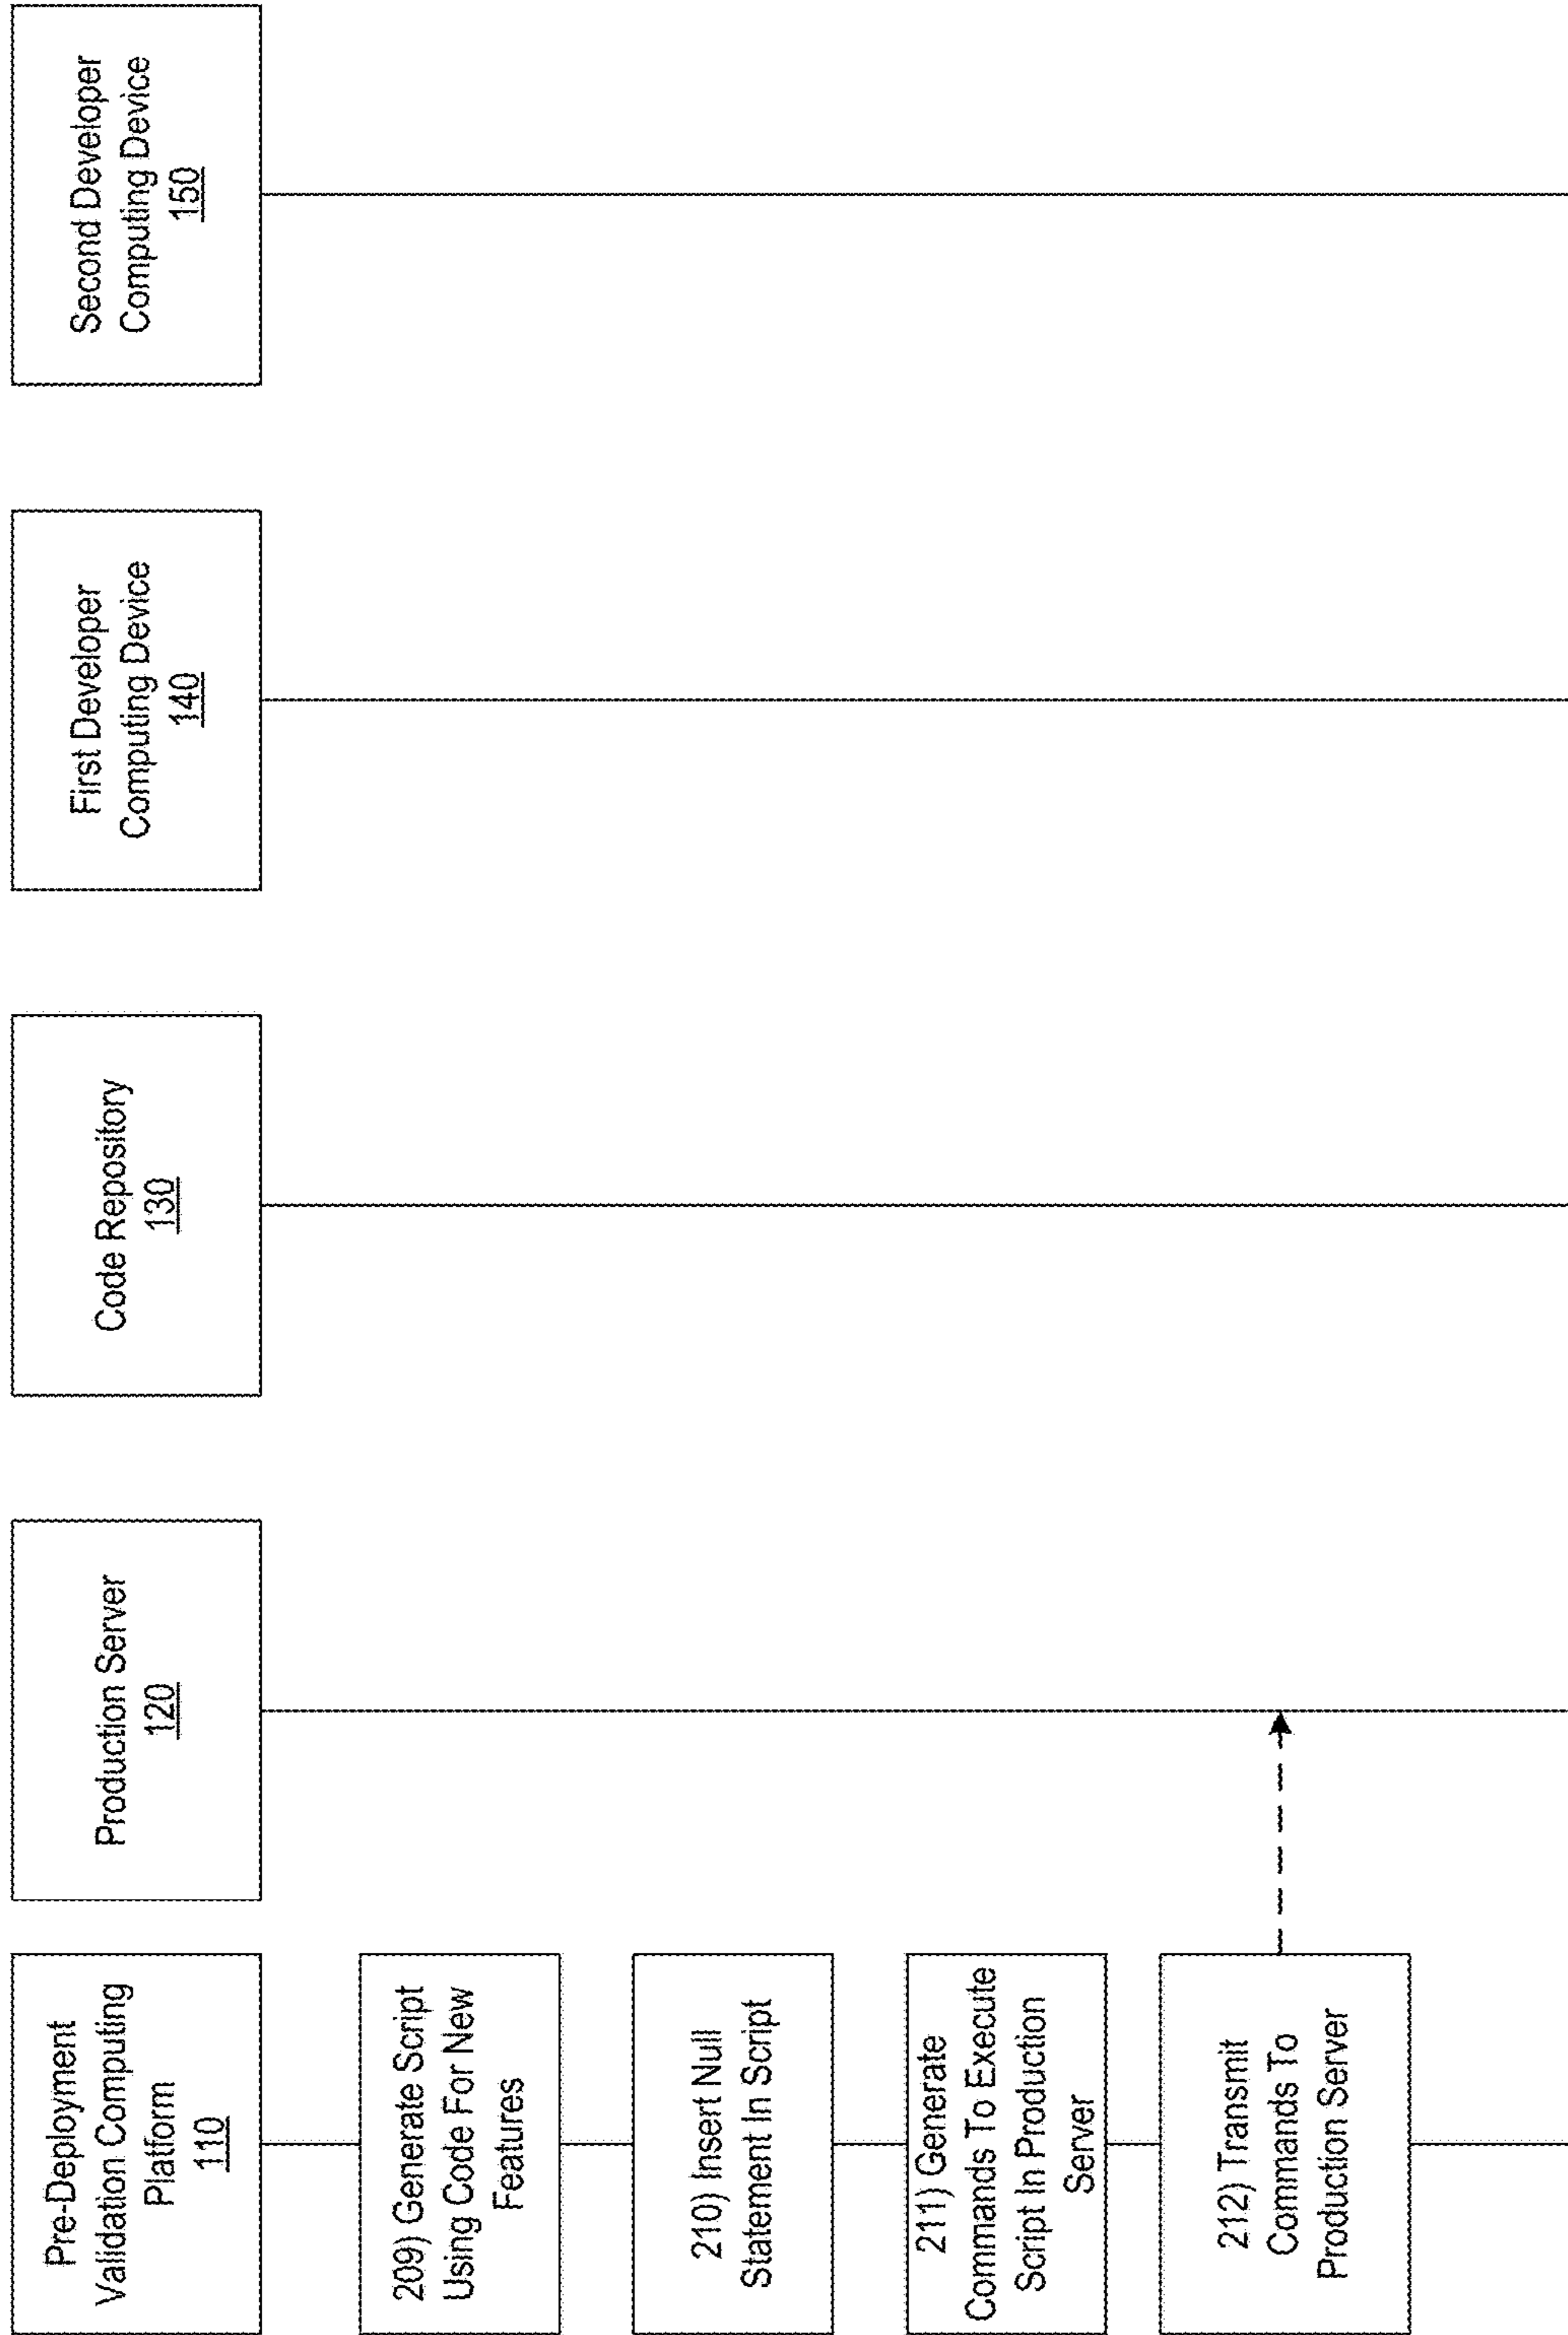 Pre-Deployment
Validation Computing
Platform
110
Production Server
120
Code Repository
130
First Developer
Computing Device
140
Second Developer
Computing Device
150
209) Generate Script
Using Code For New
Features
210) Insert Null
Statement In Script
211) Generate
Commands To Execute
Script In Production
Server
212) Transmit
Commands To
Production Server